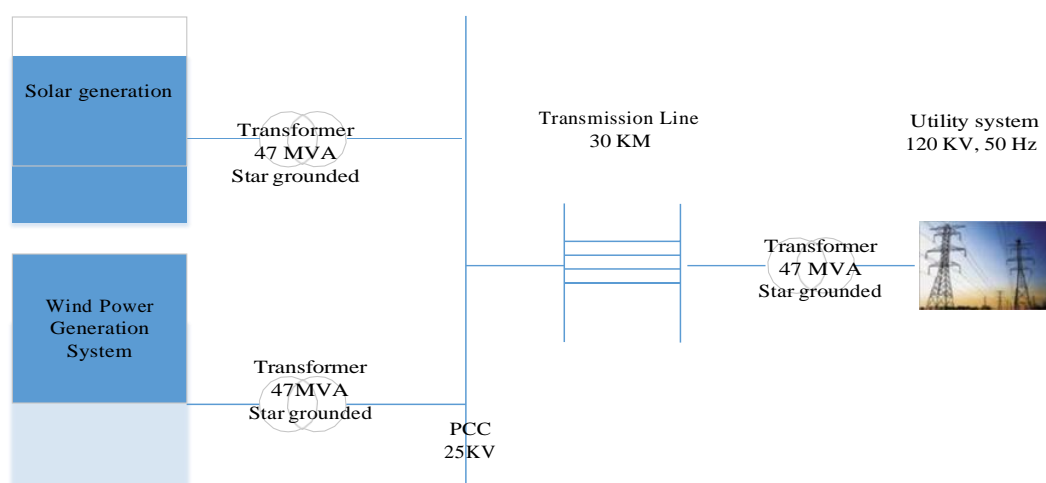 Solar generation
Transformer
47 MVA
Star grounded
Transmission Line
30 KM
Utility system
120 KV, 50 Hz
Transformer
47 MVA
Star grounded
Wind Power
Generation
System
Transformer
47MVA
Star grounded
PCC
25KV